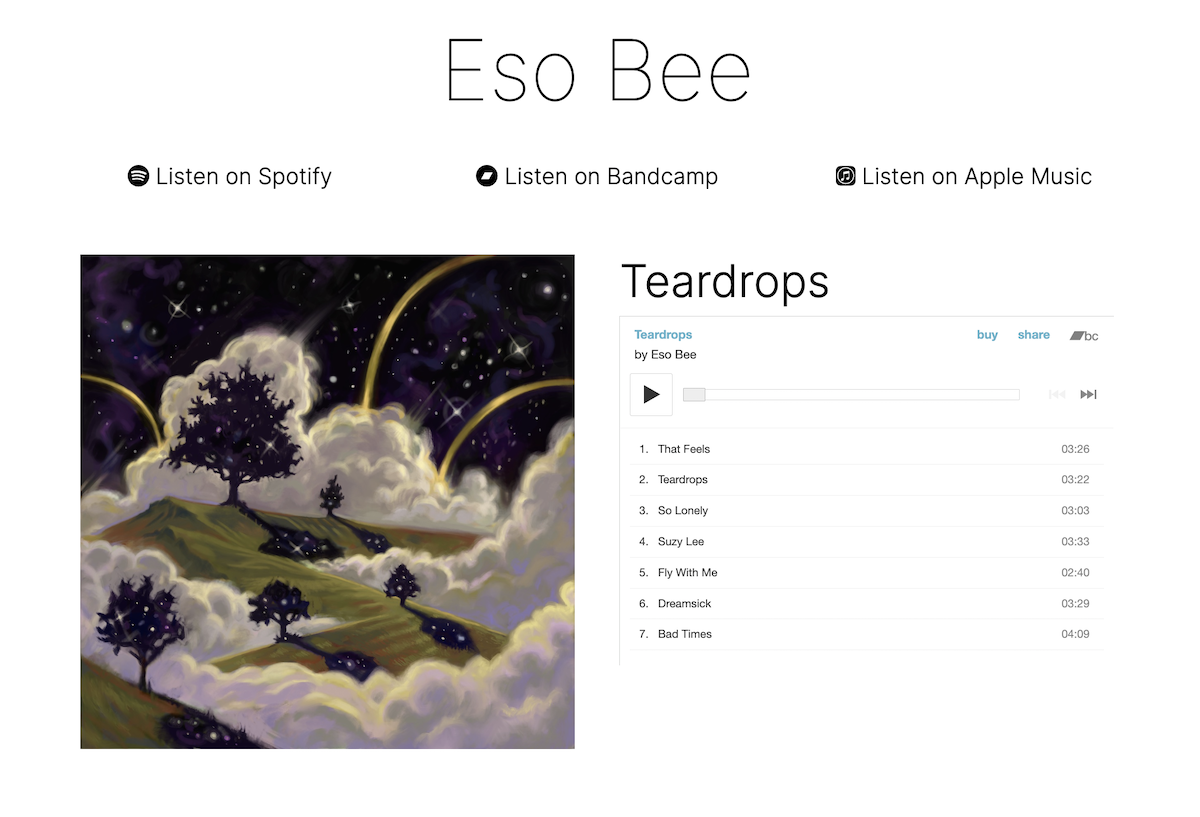 Eso Bee
Listen on Spotify
Listen on Bandcamp
Listen on Apple Music
Teardrops
Teardrops buy share bc
by Eso Bee
1. That Feels 03:26
2. Teardrops 03:22
3. So Lonely 03:03
4. Suzy Lee 03:33
5. Fly With Me 02:40
6. Dreamsick 03:29
7. Bad Times 04:09